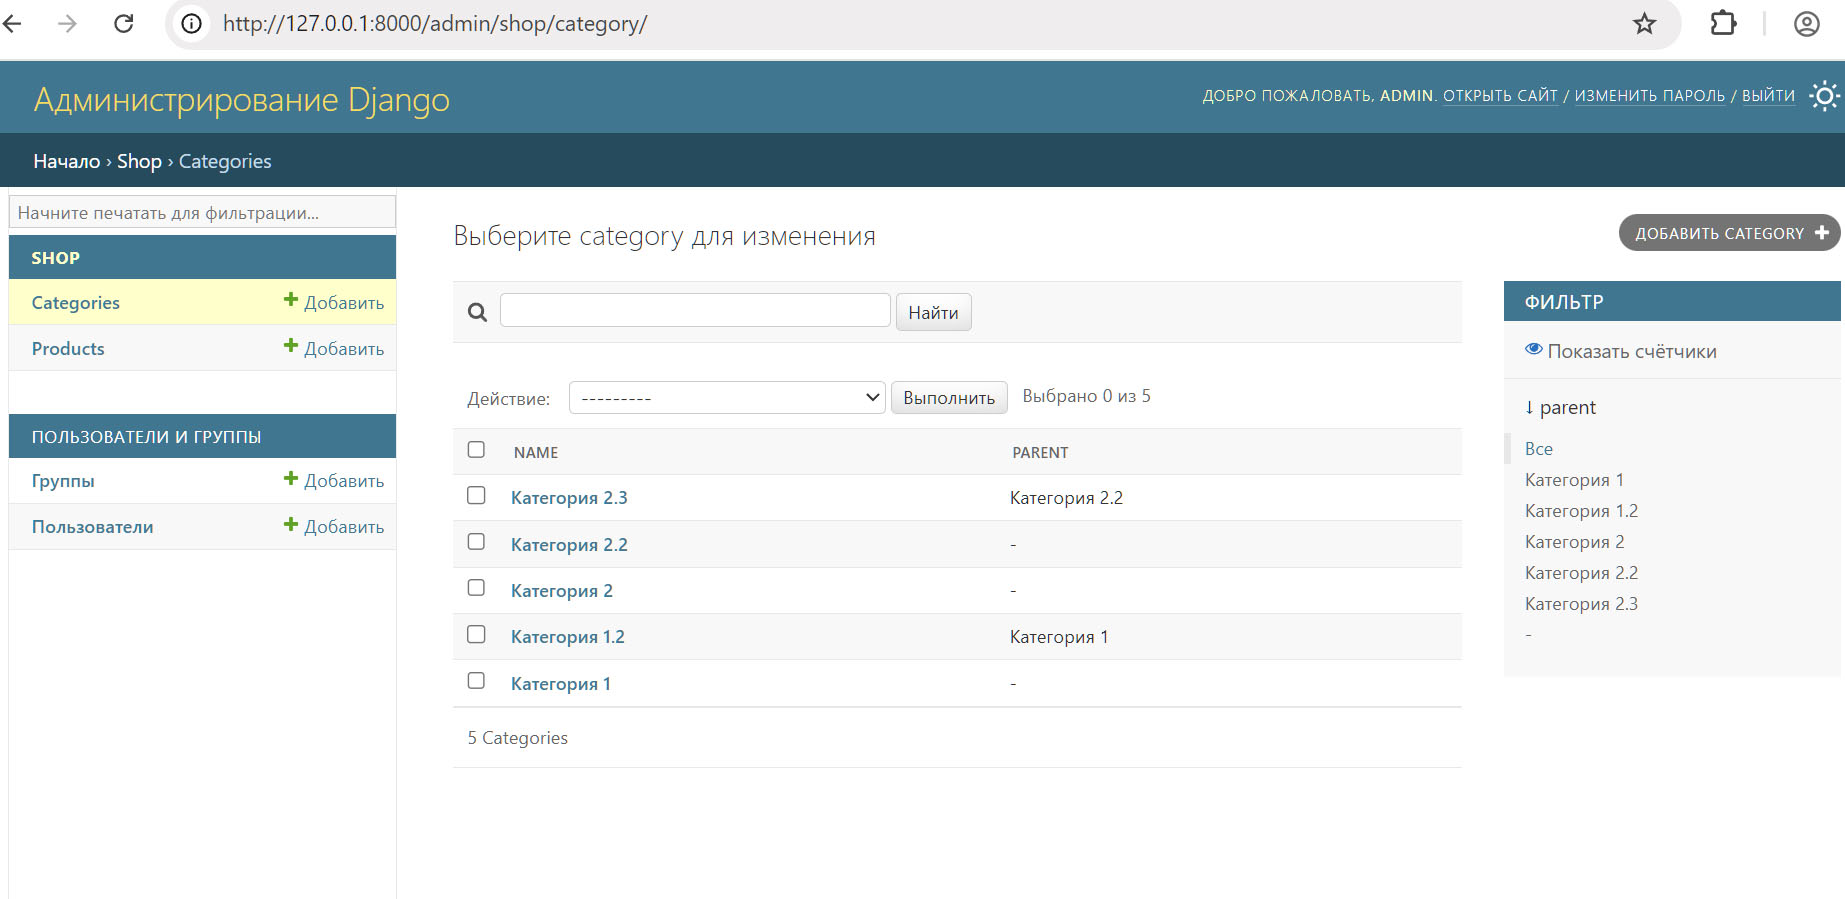 http://127.0.0.1:8000/admin/shop/category/
Администрирование Django
ДОБРО ПОЖАЛОВАТЬ, ADMIN. ОТКРЫТЬ САЙТ / ИЗМЕНИТЬ ПАРОЛЬ / ВЫЙТИ
Начало › Shop › Categories
Начните печатать для фильтрации...
SHOP
Categories + Добавить
Products + Добавить
ПОЛЬЗОВАТЕЛИ И ГРУППЫ
Группы + Добавить
Пользователи + Добавить
Выберите category для изменения
ДОБАВИТЬ CATEGORY +
Найти
Действие: --------- Выполнить Выбрано 0 из 5
NAME PARENT
Категория 2.3 Категория 2.2
Категория 2.2 -
Категория 2 -
Категория 1.2 Категория 1
Категория 1 -
5 Categories
ФИЛЬТР
Показать счётчики
↓ parent
Все
Категория 1
Категория 1.2
Категория 2
Категория 2.2
Категория 2.3
-